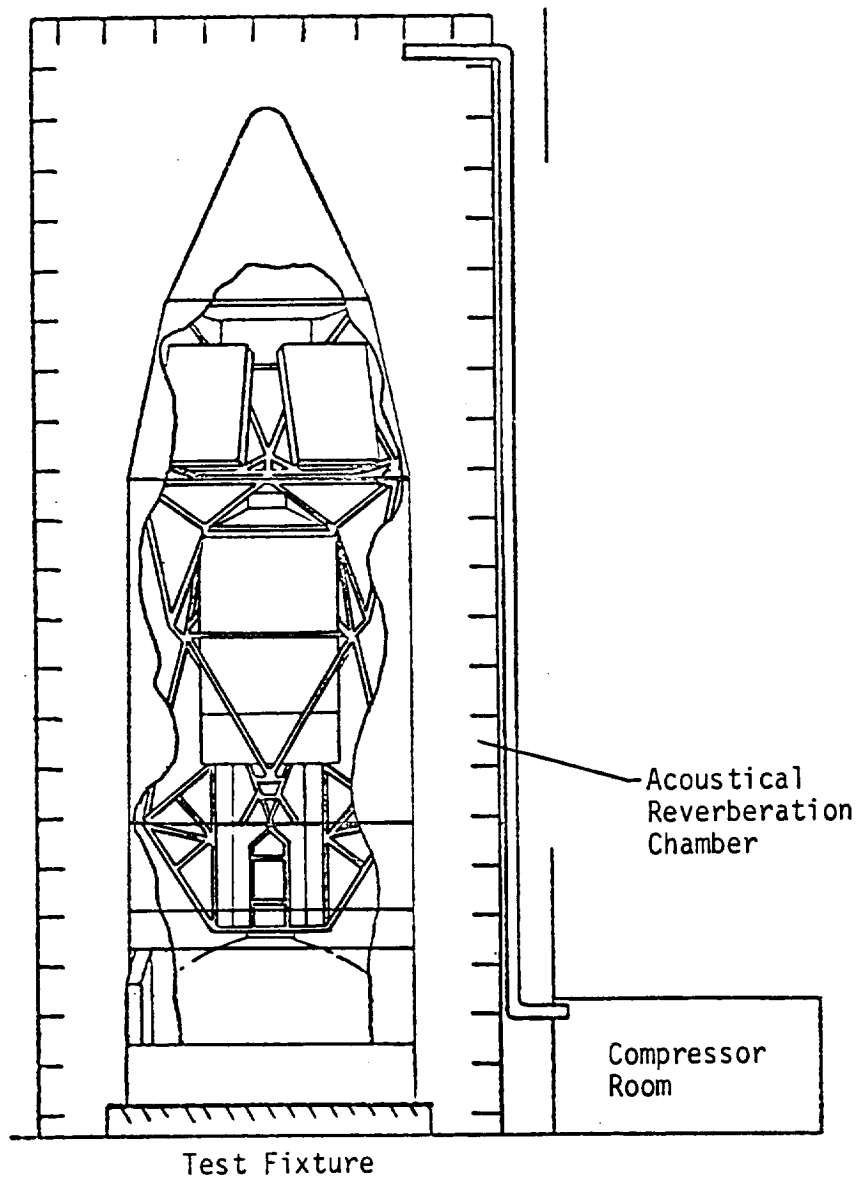 Acoustical
Reverberation
Chamber
Compressor
Room
Test Fixture